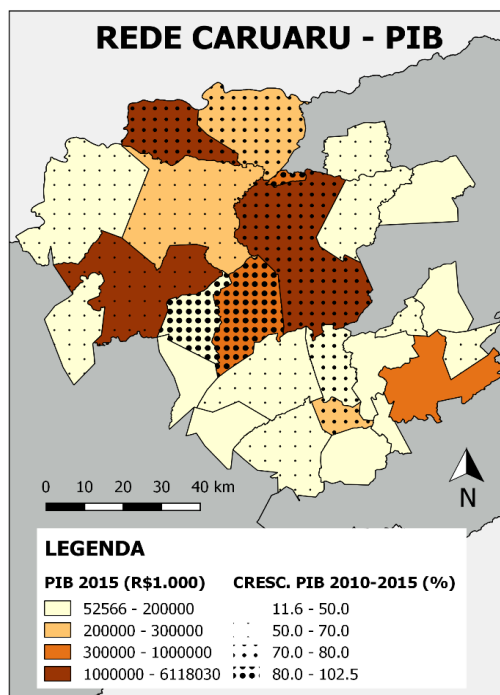 REDE CARUARU - PIB
0 10 20 30 40 km
N
LEGENDA
PIB 2015 (R$1.000) CRESC. PIB 2010-2015 (%)
52566 - 200000 11.6 - 50.0
200000 - 300000 50.0 - 70.0
300000 - 1000000 70.0 - 80.0
1000000 - 6118030 80.0 - 102.5